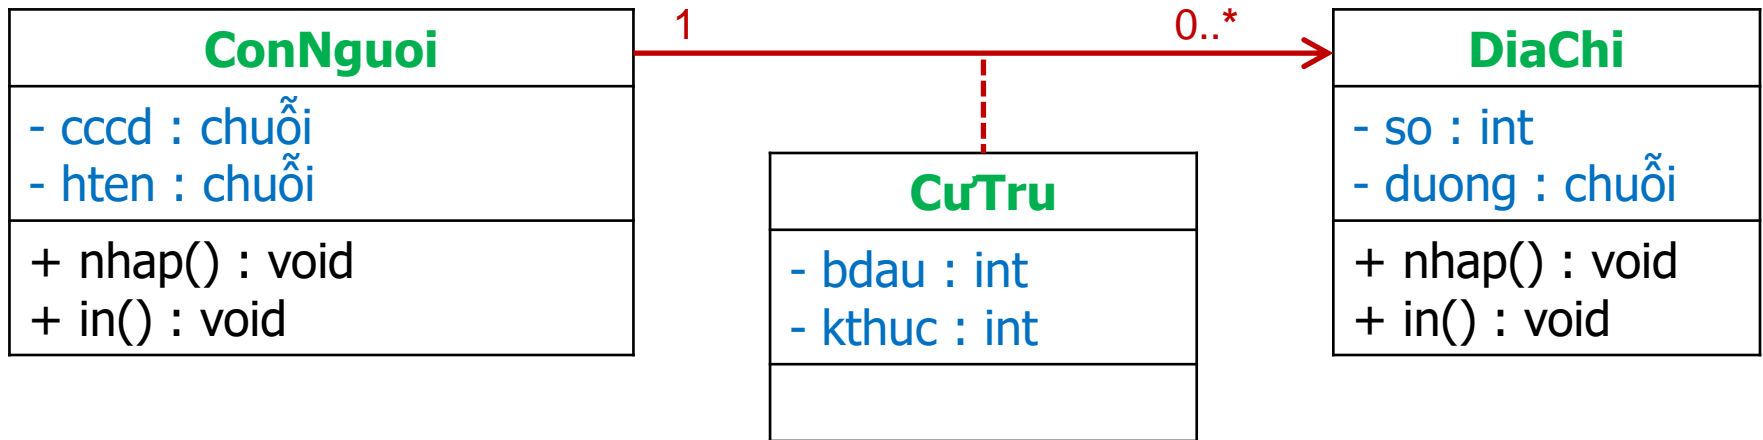 ConNguoi
- cccd : chuỗi
- hten : chuỗi
+ nhap() : void
+ in() : void
1
0..*
CưTru
- bdau : int
- kthuc : int
DiaChi
- so : int
- duong : chuỗi
+ nhap() : void
+ in() : void